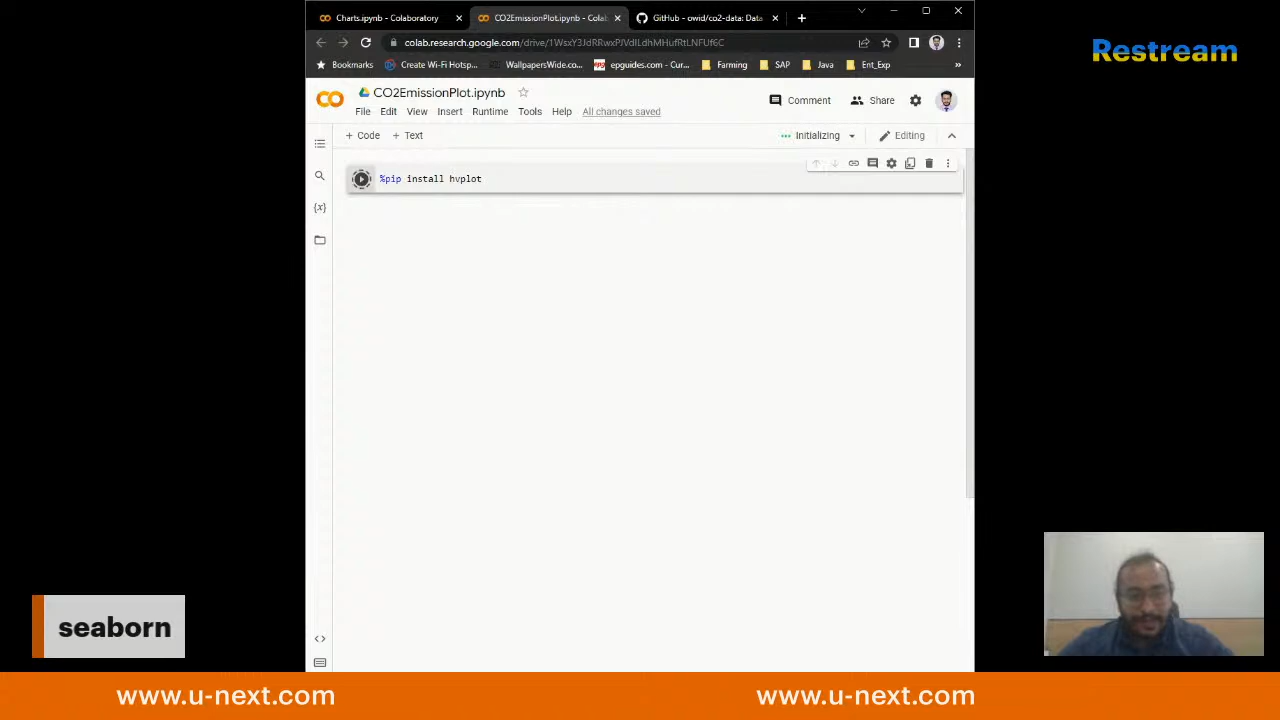 Charts.ipynb - Colaboratory
CO2EmissionPlot.ipynb - Colab
GitHub - owid/co2-data: Data
Restream
colab.research.google.com/drive/1WsxY3JdRRwxPJVdILdhMHufRtLNFUf6C
Bookmarks
Create Wi-Fi Hotsp...
WallpapersWide.co...
epg
epguides.com - Cur...
Farming
SAP
Java
Ent_Exp
»
CO2EmissionPlot.ipynb
Comment
Share
File Edit View Insert Runtime Tools Help All changes saved
+ Code + Text
Initializing
Editing
%pip install hvplot
{x}
seaborn
www.u-next.com
www.u-next.com